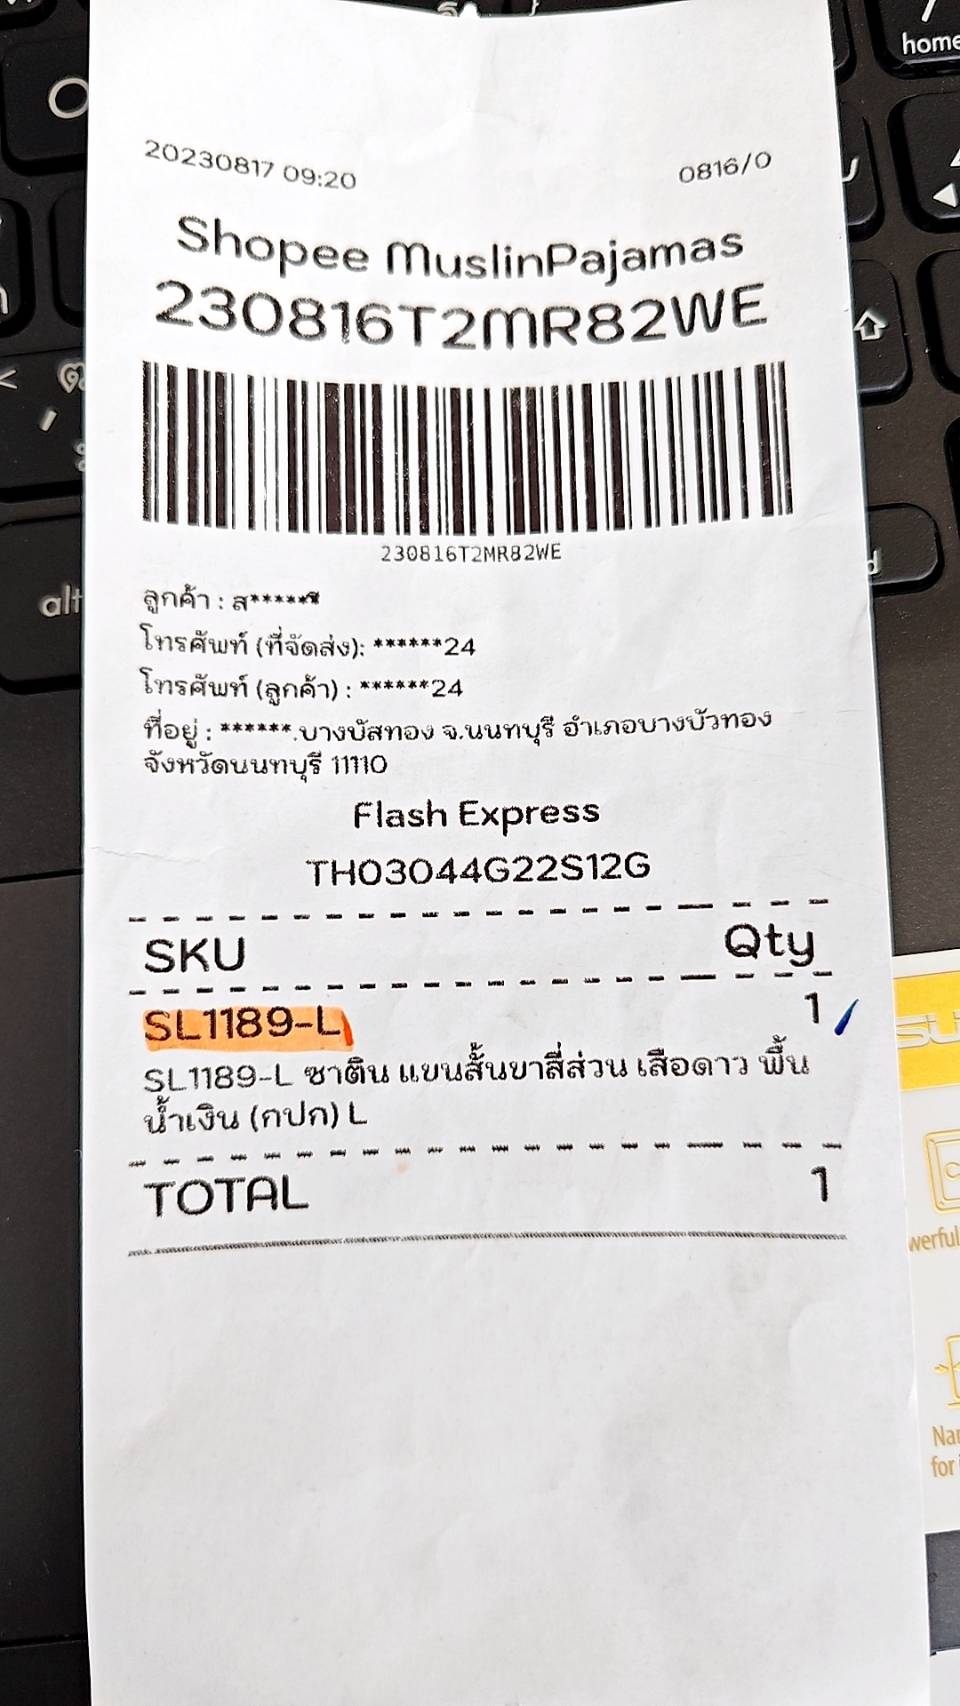 20230817 09:20 0816/0
Shopee MuslinPajamas
230816T2MR82WE
230816T2MR82WE
ลูกค้า : ส******
โทรศัพท์ (ที่จัดส่ง): ******24
โทรศัพท์ (ลูกค้า) : ******24
ที่อยู่ : ******.บางบัสทอง จ.นนทบุรี อำเภอบางบัวทอง
จังหวัดนนทบุรี 11110
Flash Express
TH03044G22S12G
SKU Qty
SL1189-L 1
SL1189-L ซาติน แขนสั้นขาสี่ส่วน เสือดาว พื้น
น้ำเงิน (กปก) L
TOTAL 1
home
alt